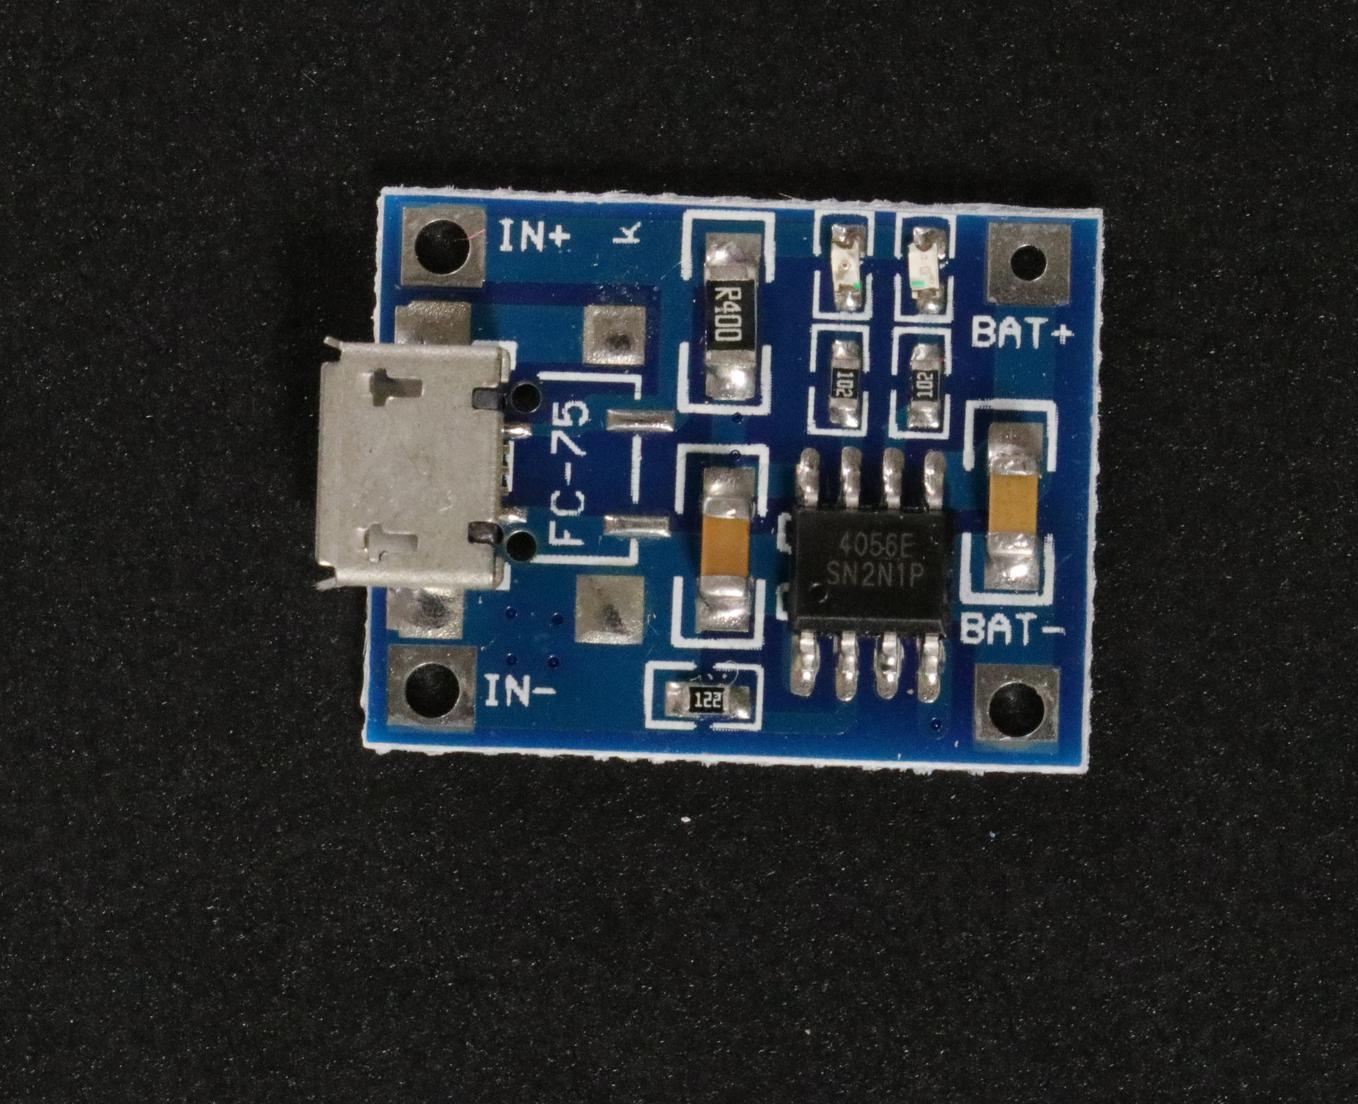 IN+
k
R400
BAT+
102
102
FC-75
4056E
SN2N1P
BAT-
IN-
122